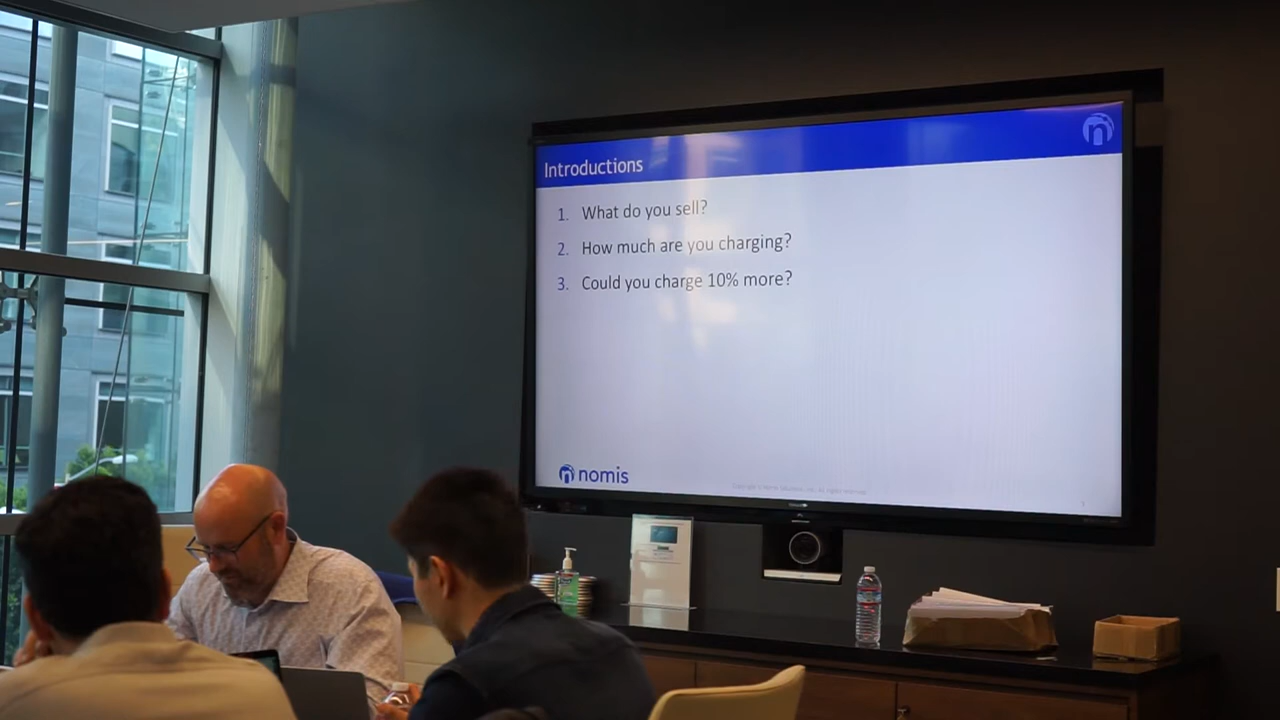 Introductions
1. What do you sell?
2. How much are you charging?
3. Could you charge 10% more?
nomis